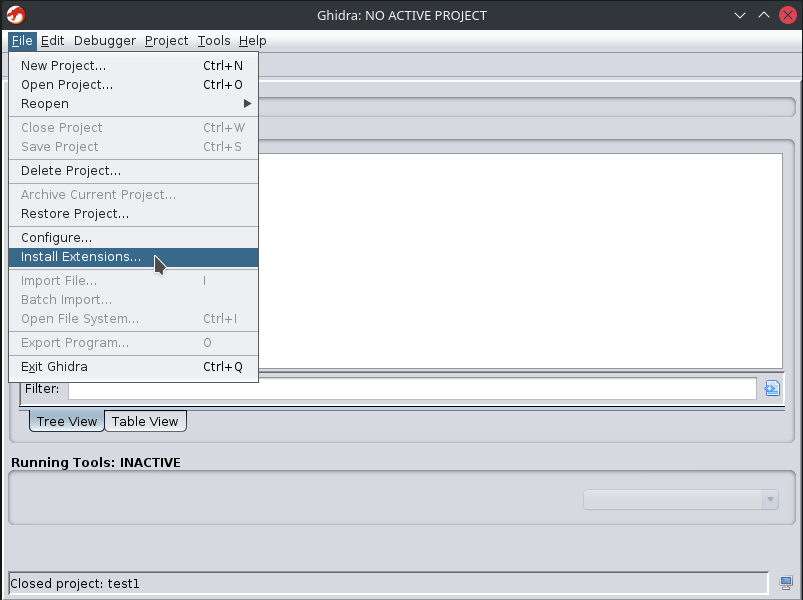 Ghidra: NO ACTIVE PROJECT
File Edit Debugger Project Tools Help
New Project... Ctrl+N
Open Project... Ctrl+O
Reopen
Close Project Ctrl+W
Save Project Ctrl+S
Delete Project...
Archive Current Project...
Restore Project...
Configure...
Install Extensions...
Import File... I
Batch Import...
Open File System... Ctrl+I
Export Program... O
Exit Ghidra Ctrl+Q
Filter:
Tree View Table View
Running Tools: INACTIVE
Closed project: test1